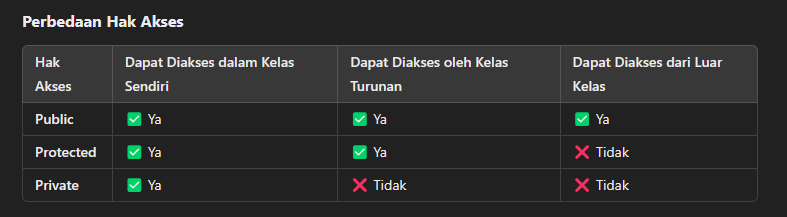 Perbedaan Hak Akses
Hak Akses | Dapat Diakses dalam Kelas Sendiri | Dapat Diakses oleh Kelas Turunan | Dapat Diakses dari Luar Kelas
Public | ✅ Ya | ✅ Ya | ✅ Ya
Protected | ✅ Ya | ✅ Ya | ❌ Tidak
Private | ✅ Ya | ❌ Tidak | ❌ Tidak